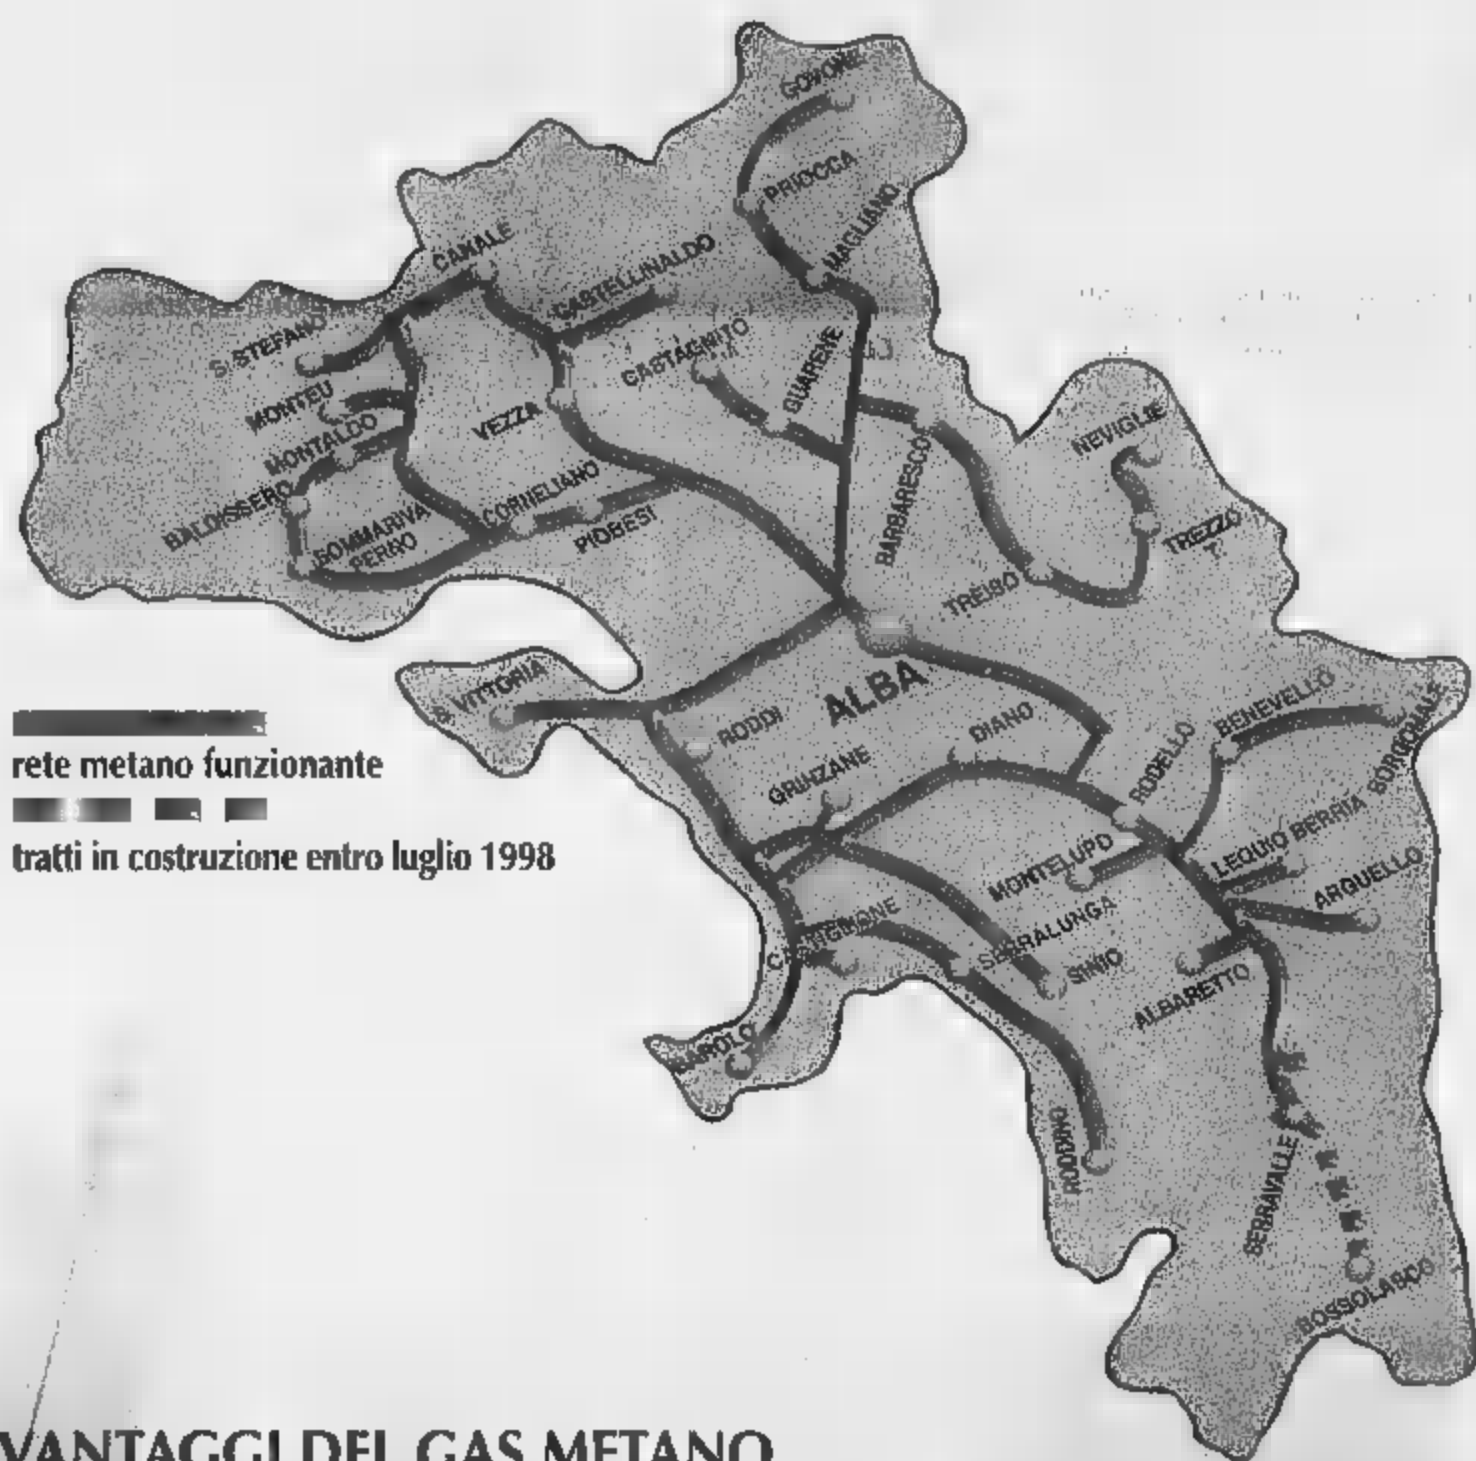 GOVONE
PRIOCCA
MAGLIANO
CANALE
CASTELLINALDO
S. STEFANO
CASTAGNITO
GUARENE
MONTEU
VEZZA
MONTALDO
BARBARESCO
NEVIGLIE
BALDISSERO
CORNELIANO
SOMMARIVA
PERNO
PIOBESI
TREZZO
T.
TREISO
S. VITTORIA
ALBA
RODDI
DIANO
BENEVELLO
BORGOMALE
RODELLO
GRINZANE
rete metano funzionante
tratti in costruzione entro luglio 1998
MONTELUPO
LEQUIO BERRIA
ARGUELLO
CASTIGLIONE
SERRALUNGA
SINIO
ALBARETTO
BAROLO
RODDINO
SERRAVALLE
BOSSOLASCO
VANTAGGI DEL GAS METANO